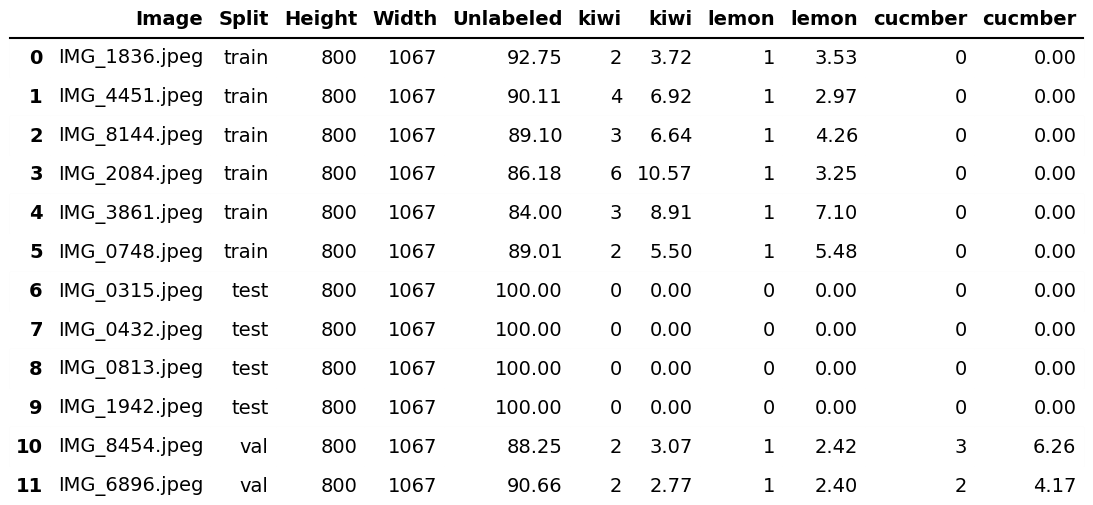 Image Split Height Width Unlabeled kiwi kiwi lemon lemon cucmber cucmber
0 IMG_1836.jpeg train 800 1067 92.75 2 3.72 1 3.53 0 0.00
1 IMG_4451.jpeg train 800 1067 90.11 4 6.92 1 2.97 0 0.00
2 IMG_8144.jpeg train 800 1067 89.10 3 6.64 1 4.26 0 0.00
3 IMG_2084.jpeg train 800 1067 86.18 6 10.57 1 3.25 0 0.00
4 IMG_3861.jpeg train 800 1067 84.00 3 8.91 1 7.10 0 0.00
5 IMG_0748.jpeg train 800 1067 89.01 2 5.50 1 5.48 0 0.00
6 IMG_0315.jpeg test 800 1067 100.00 0 0.00 0 0.00 0 0.00
7 IMG_0432.jpeg test 800 1067 100.00 0 0.00 0 0.00 0 0.00
8 IMG_0813.jpeg test 800 1067 100.00 0 0.00 0 0.00 0 0.00
9 IMG_1942.jpeg test 800 1067 100.00 0 0.00 0 0.00 0 0.00
10 IMG_8454.jpeg val 800 1067 88.25 2 3.07 1 2.42 3 6.26
11 IMG_6896.jpeg val 800 1067 90.66 2 2.77 1 2.40 2 4.17